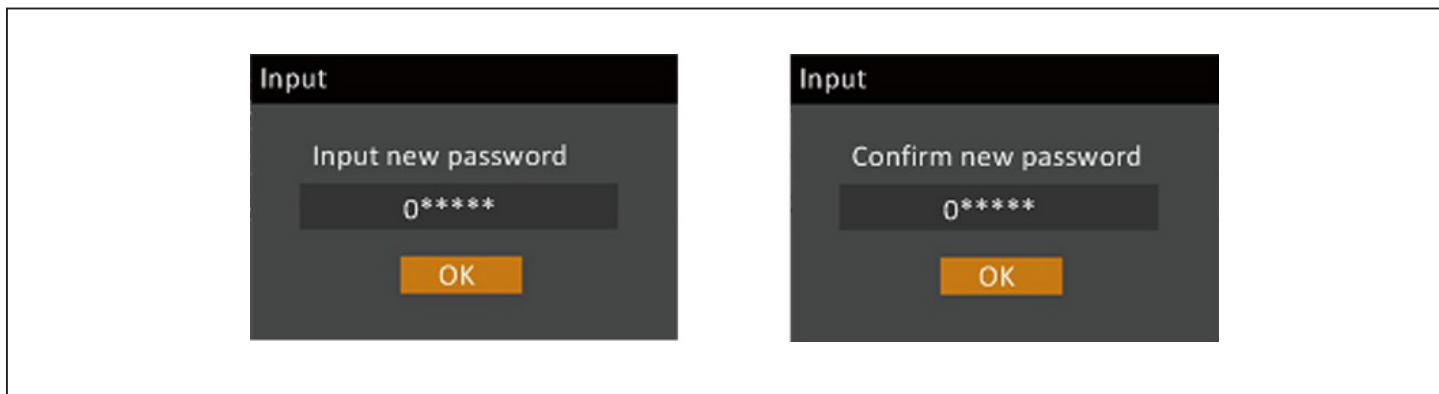 Input
Input new password
0*****
OK
Input
Confirm new password
0*****
OK